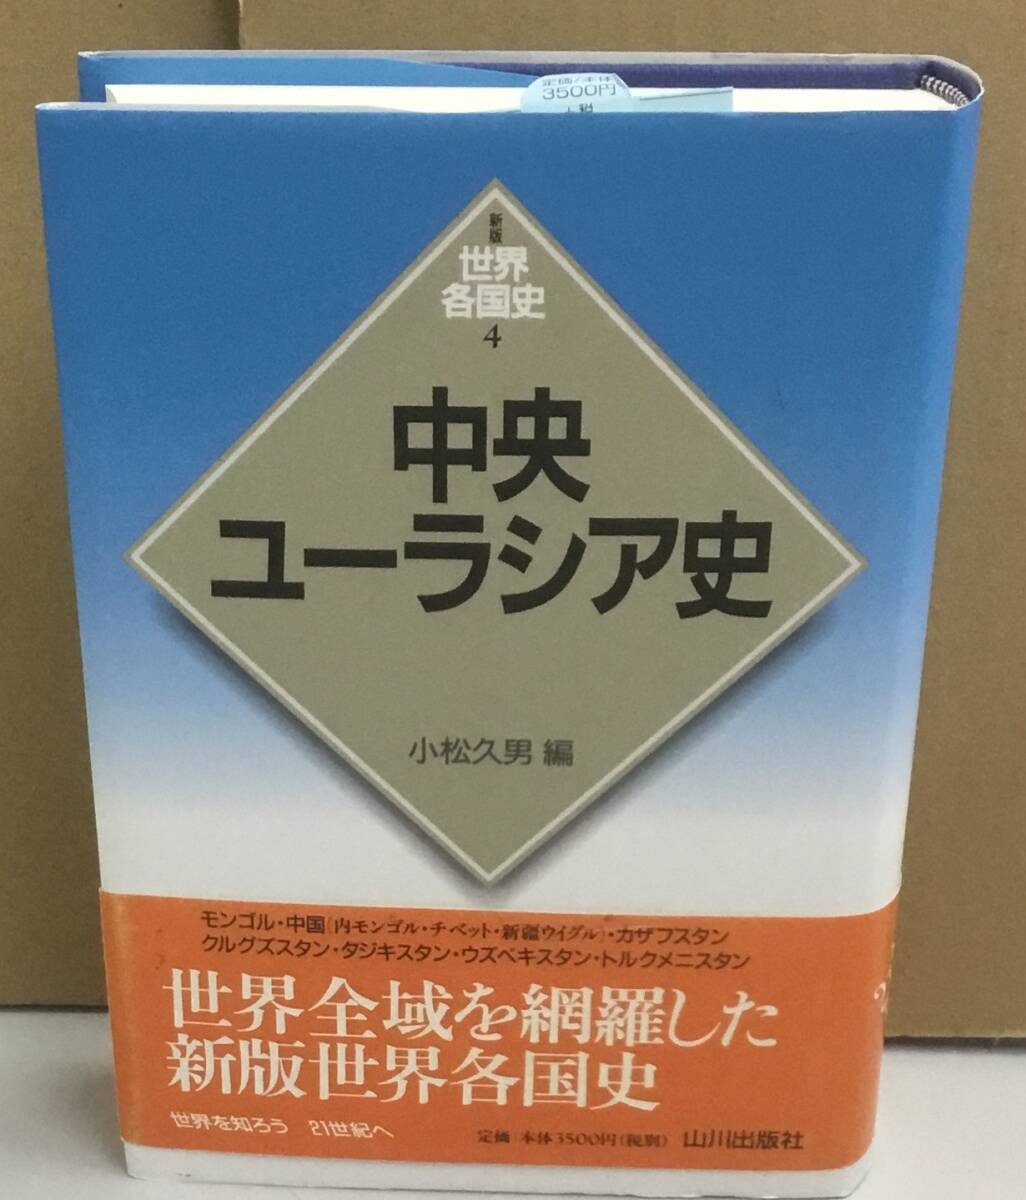 定価/本体
3500円
+税
新版
世界
各国史
4
中央
ユーラシア史
小松久男 編
モンゴル・中国(内モンゴル・チベット・新疆ウイグル)・カザフスタン
クルグズスタン・タジキスタン・ウズベキスタン・トルクメニスタン
世界全域を網羅した
新版世界各国史
世界を知ろう 21世紀へ
定価:本体3500円(税別) 山川出版社